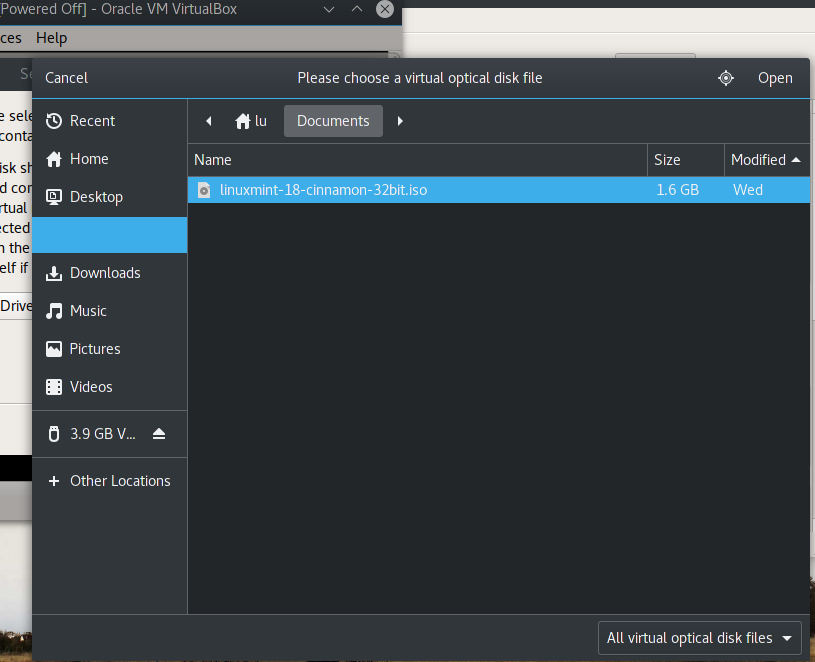 [Powered Off] - Oracle VM VirtualBox
ces Help
Cancel Please choose a virtual optical disk file Open
Recent
Home
Desktop
Downloads
Music
Pictures
Videos
3.9 GB V...
Other Locations
lu Documents
Name Size Modified
linuxmint-18-cinnamon-32bit.iso 1.6 GB Wed
All virtual optical disk files
Se
e sele
conta
isk sh
d con
rtual
ected
n the
elf if
Drive